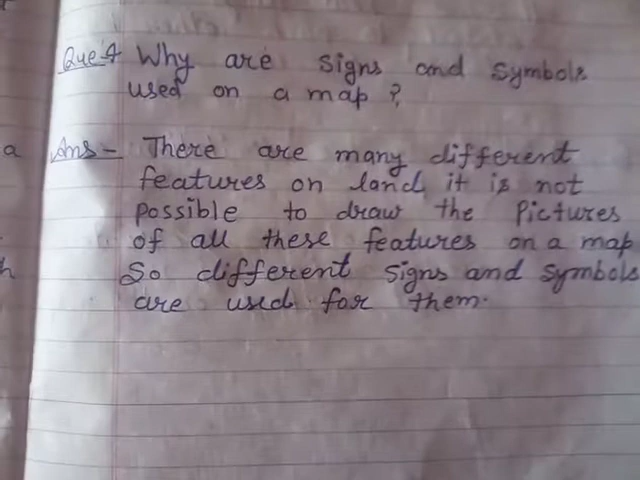 Que-4 Why are signs and symbols
used on a map?
Ans- There are many different
features on land, it is not
possible to draw the Pictures
of all these features on a map
So different signs and symbols
are used for them.